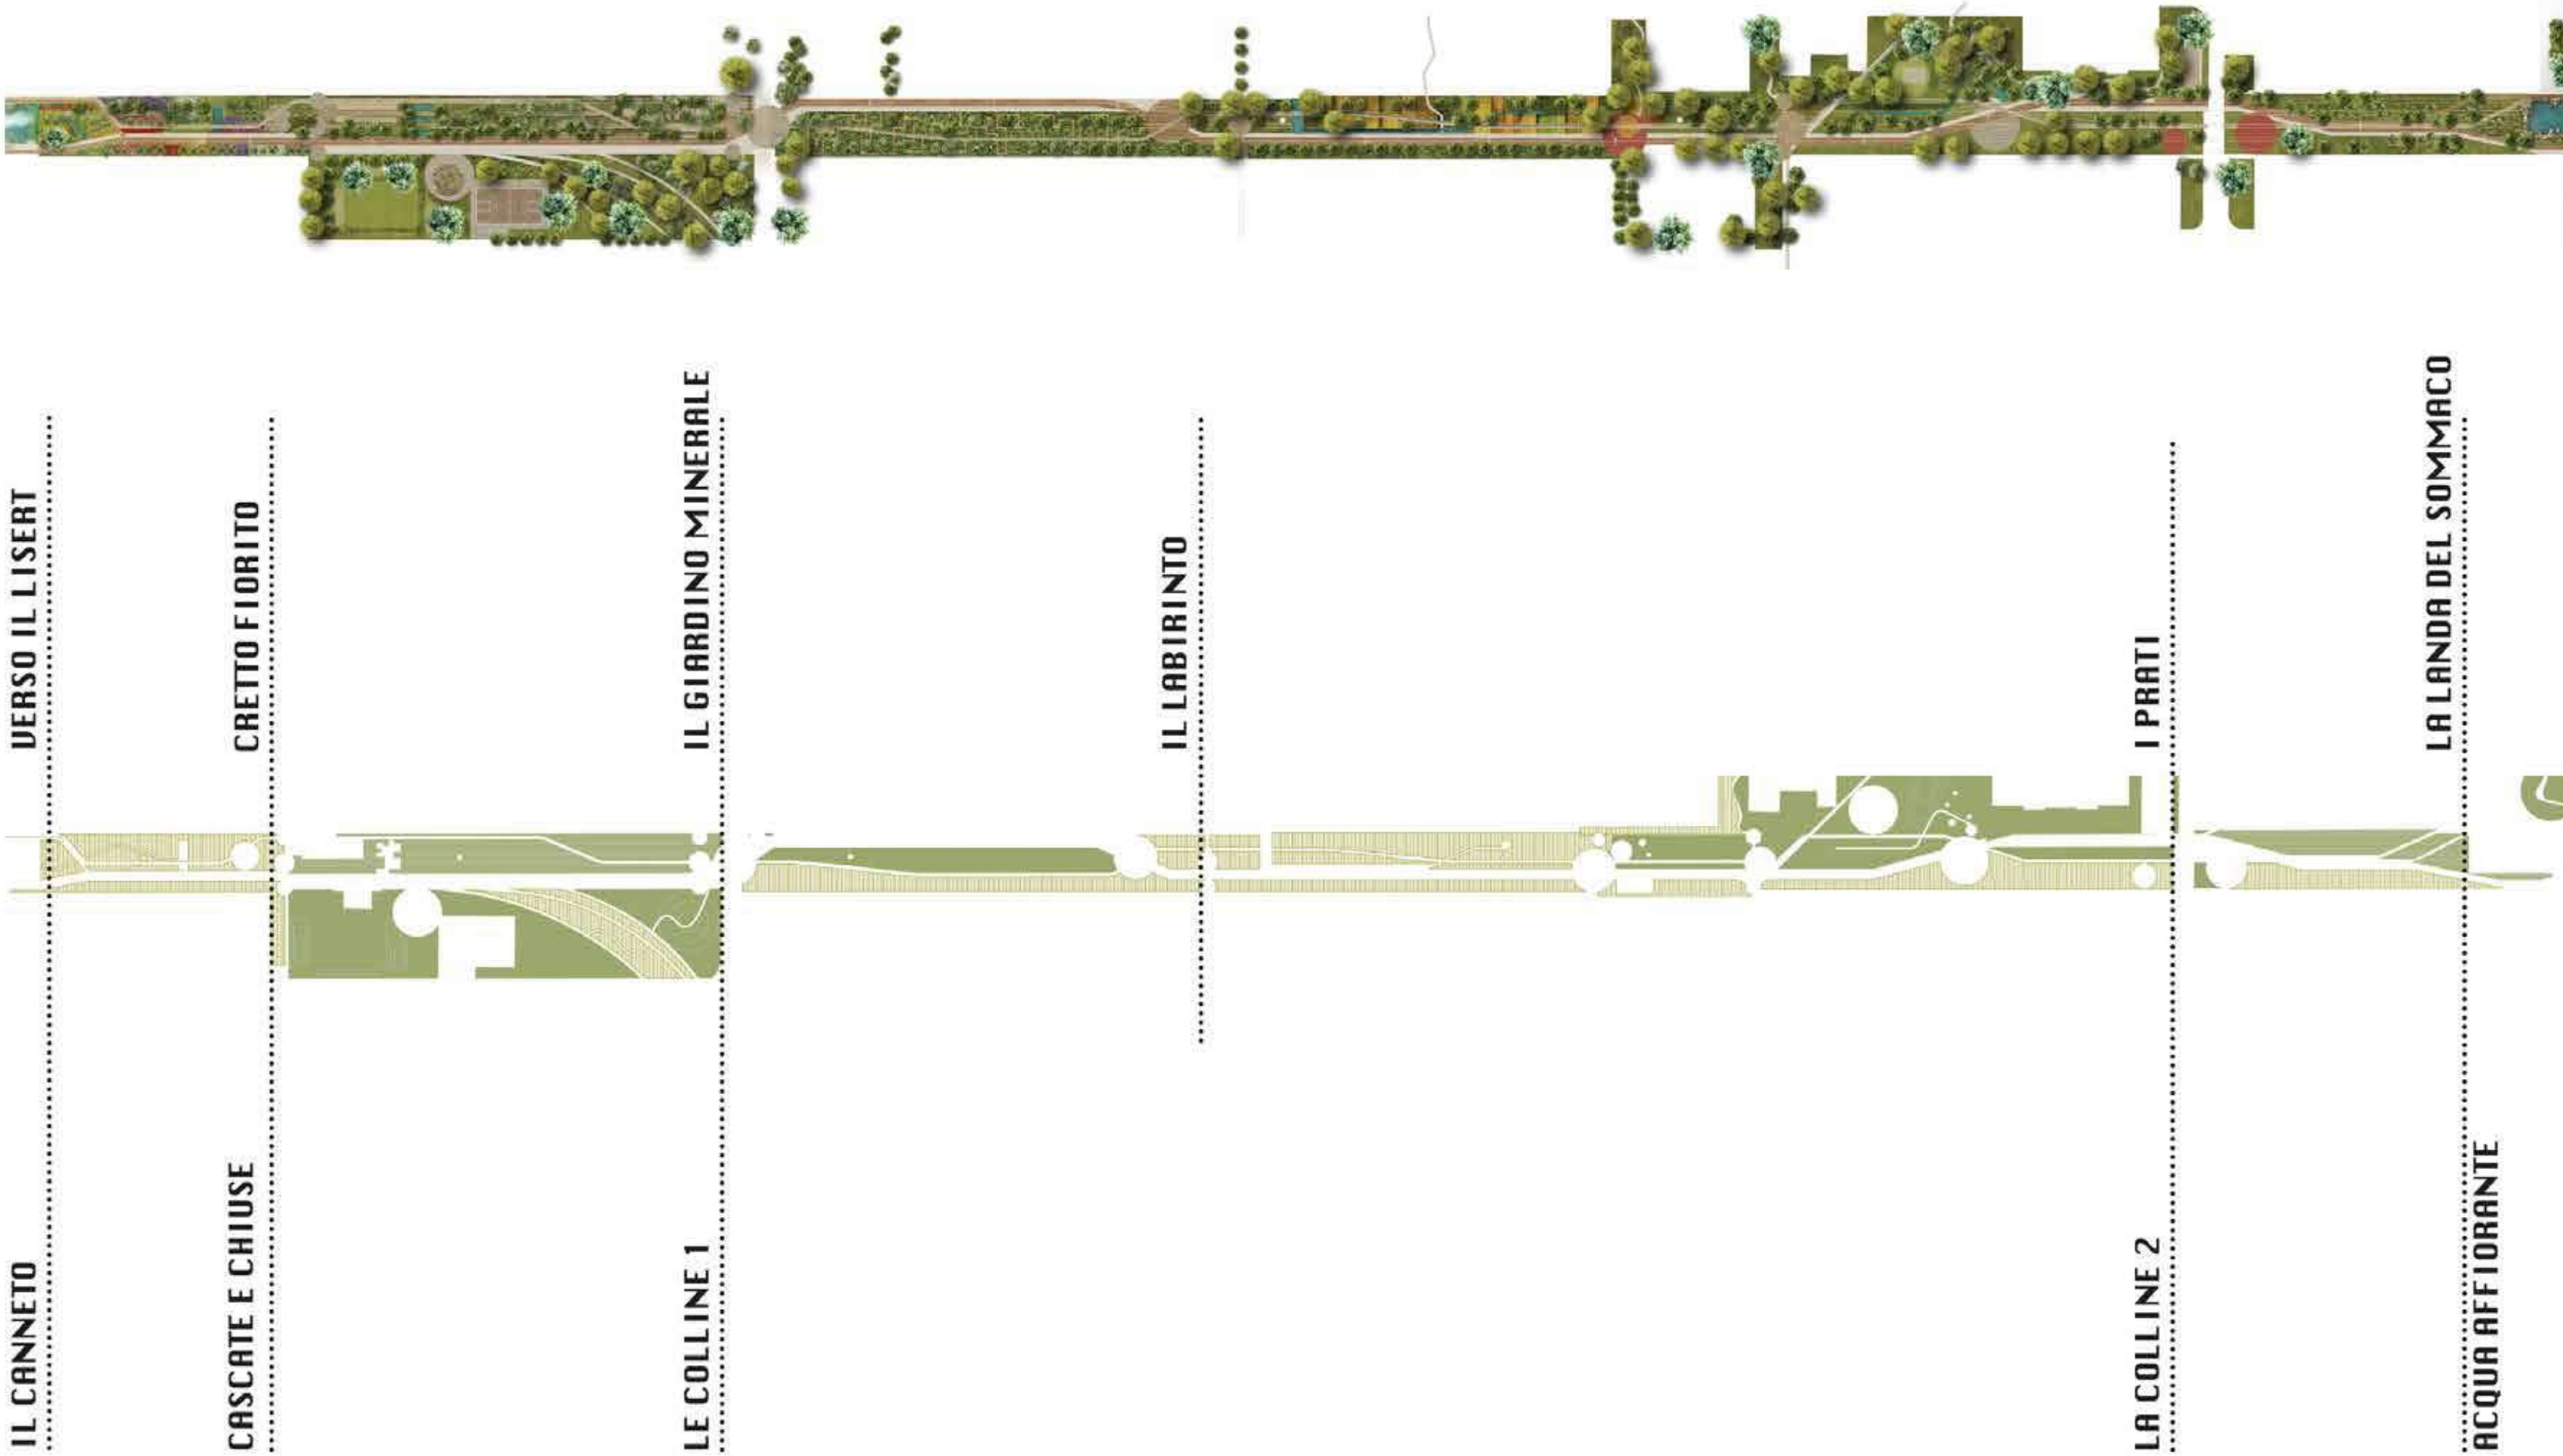 VERSO IL LISERT
CRETTO FIORITO
IL GIARDINO MINERALE
IL LABIRINTO
I PRATI
LA LANDA DEL SOMMACO
IL CANNETO
CASCATE E CHIUSE
LE COLLINE 1
LA COLLINE 2
ACQUA AFFIORANTE